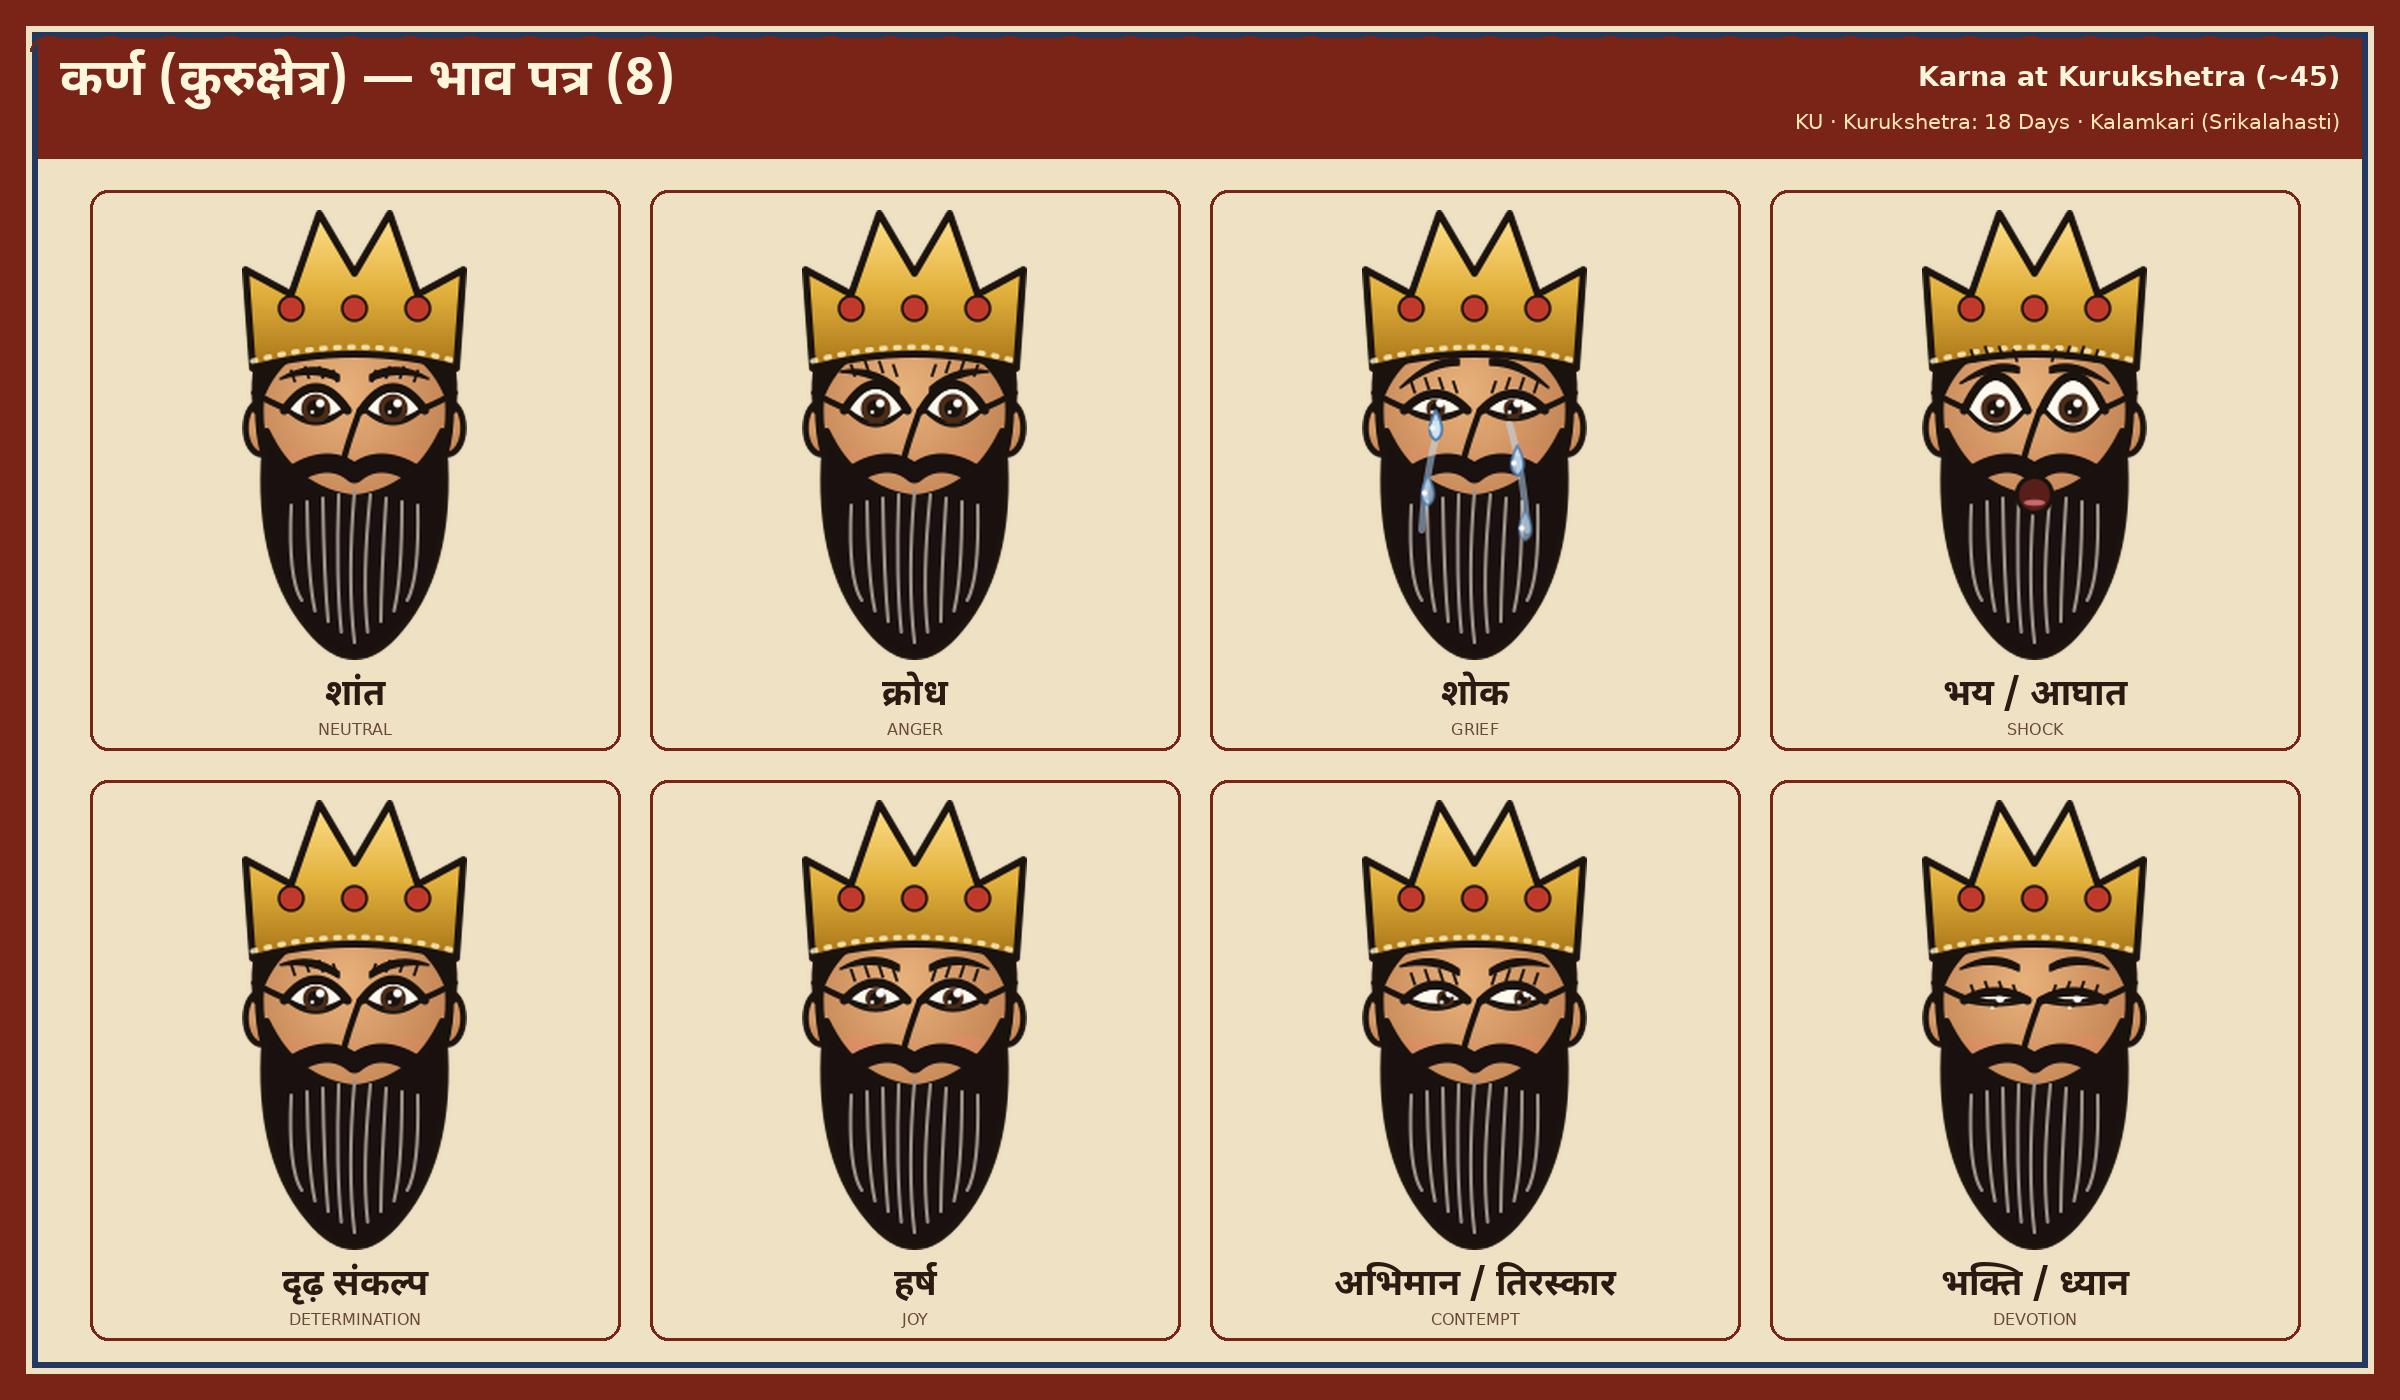 कर्ण (कुरुक्षेत्र) — भाव पत्र (8)
Karna at Kurukshetra (~45)
KU · Kurukshetra: 18 Days · Kalamkari (Srikalahasti)
शांत
NEUTRAL
क्रोध
ANGER
शोक
GRIEF
भय / आघात
SHOCK
दृढ़ संकल्प
DETERMINATION
हर्ष
JOY
अभिमान / तिरस्कार
CONTEMPT
भक्ति / ध्यान
DEVOTION